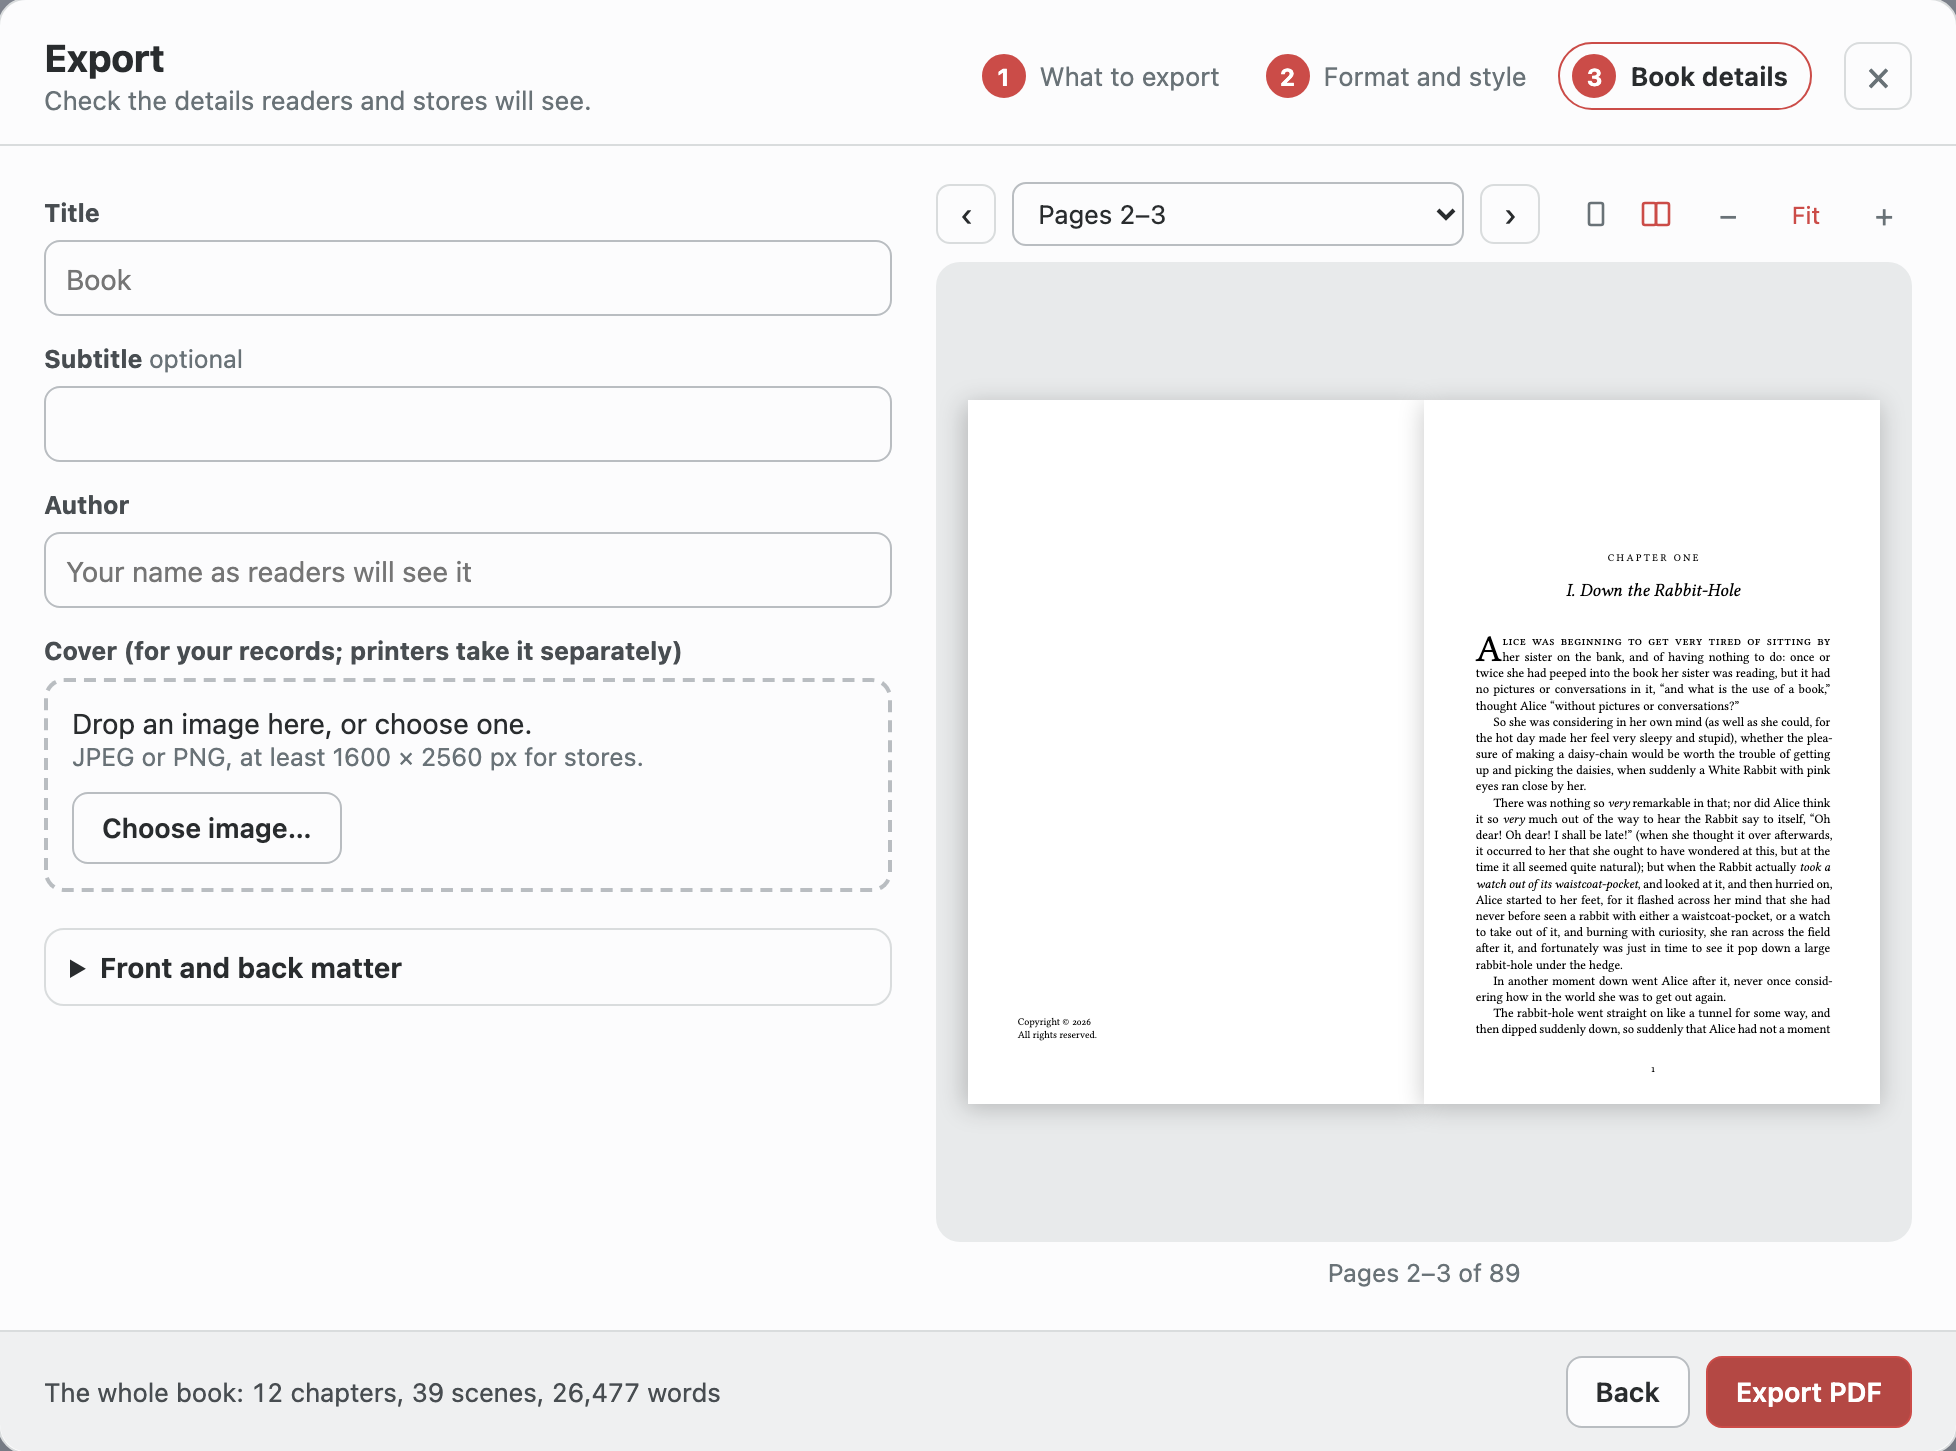 Export
Check the details readers and stores will see.
1 What to export
2 Format and style
3 Book details
×
Title
Book
Subtitle optional
Author
Your name as readers will see it
Cover (for your records; printers take it separately)
Drop an image here, or choose one.
JPEG or PNG, at least 1600 × 2560 px for stores.
Choose image...
Front and back matter
‹
Pages 2–3
›
− Fit +
Copyright © 2026
All rights reserved.
CHAPTER ONE
I. Down the Rabbit-Hole
ALICE WAS BEGINNING TO GET VERY TIRED OF SITTING BY
her sister on the bank, and of having nothing to do: once or
twice she had peeped into the book her sister was reading, but it had
no pictures or conversations in it, “and what is the use of a book,”
thought Alice “without pictures or conversations?”
So she was considering in her own mind (as well as she could, for
the hot day made her feel very sleepy and stupid), whether the plea-
sure of making a daisy-chain would be worth the trouble of getting
up and picking the daisies, when suddenly a White Rabbit with pink
eyes ran close by her.
There was nothing so very remarkable in that; nor did Alice think
it so very much out of the way to hear the Rabbit say to itself, “Oh
dear! Oh dear! I shall be late!” (when she thought it over afterwards,
it occurred to her that she ought to have wondered at this, but at the
time it all seemed quite natural); but when the Rabbit actually took a
watch out of its waistcoat-pocket, and looked at it, and then hurried on,
Alice started to her feet, for it flashed across her mind that she had
never before seen a rabbit with either a waistcoat-pocket, or a watch
to take out of it, and burning with curiosity, she ran across the field
after it, and fortunately was just in time to see it pop down a large
rabbit-hole under the hedge.
In another moment down went Alice after it, never once consid-
ering how in the world she was to get out again.
The rabbit-hole went straight on like a tunnel for some way, and
then dipped suddenly down, so suddenly that Alice had not a moment
1
Pages 2–3 of 89
The whole book: 12 chapters, 39 scenes, 26,477 words
Back
Export PDF